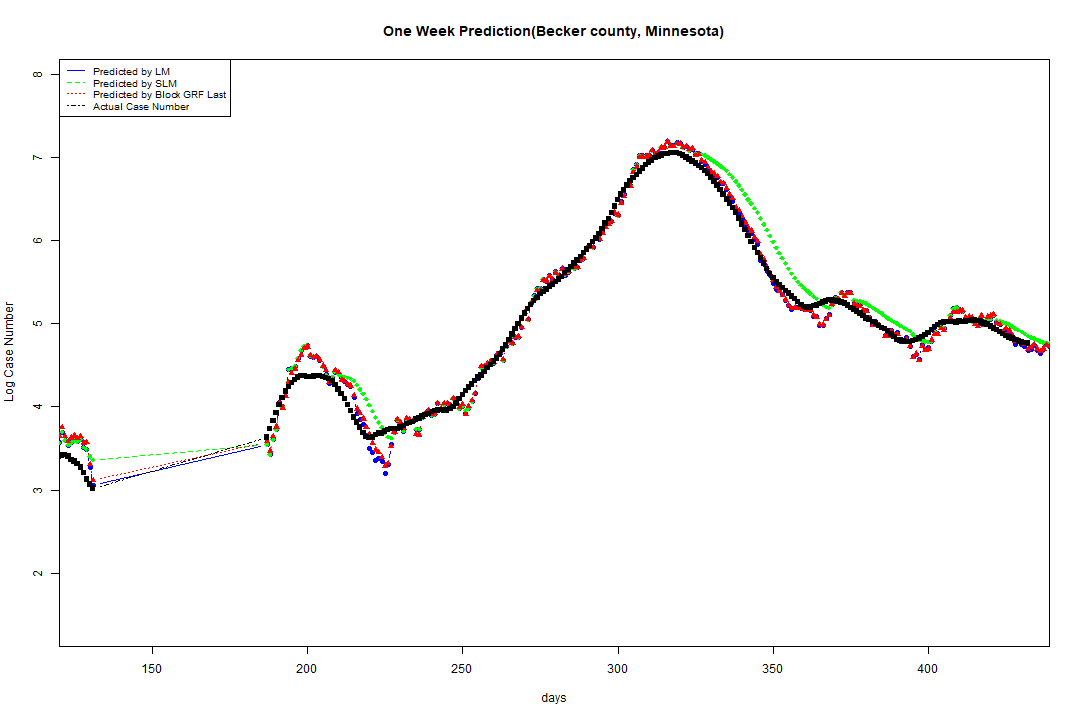 One Week Prediction(Becker county, Minnesota)
Predicted by LM
Predicted by SLM
Predicted by Block GRF Last
Actual Case Number
8
7
6
5
4
3
2
Log Case Number
150 200 250 300 350 400
days